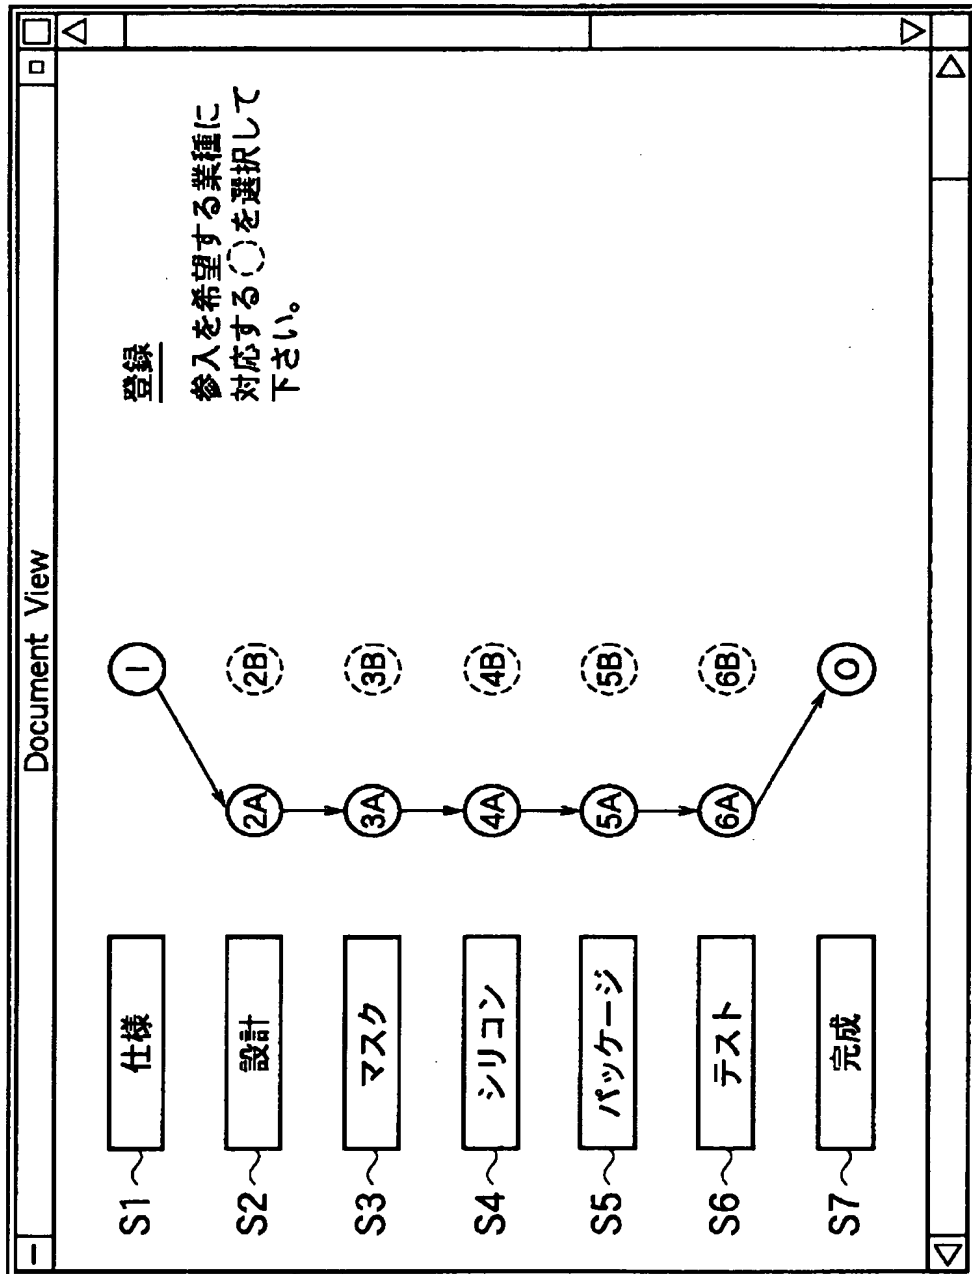 Document View
S1 仕様 I
S2 設計 2A 2B
S3 マスク 3A 3B
S4 シリコン 4A 4B
S5 パッケージ 5A 5B
S6 テスト 6A 6B
S7 完成 O
登録
参入を希望する業種に
対応する◌を選択して
下さい。